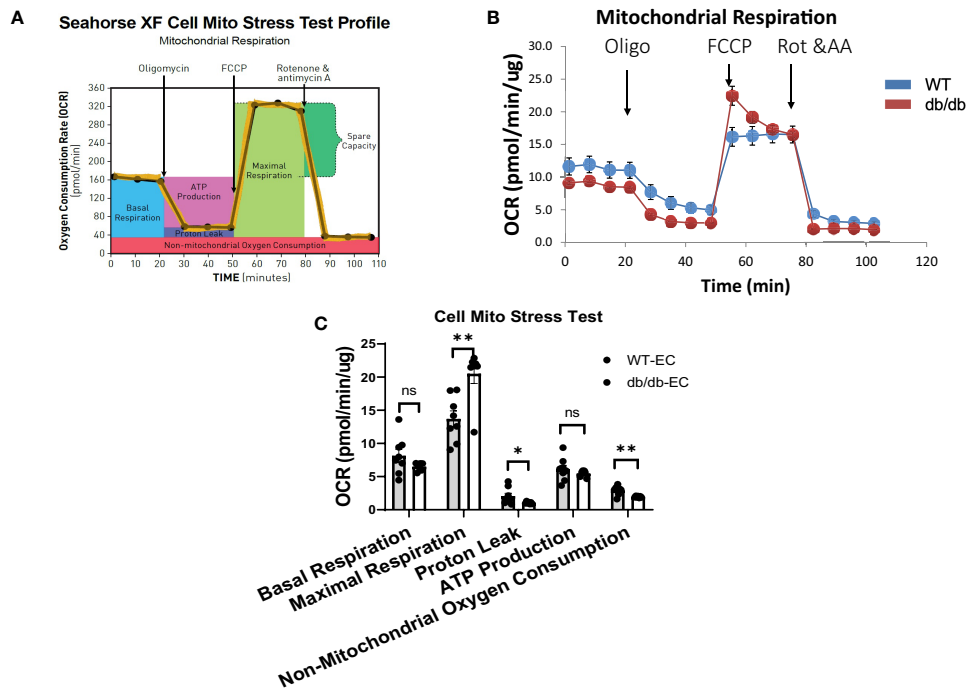 A
Seahorse XF Cell Mito Stress Test Profile
Mitochondrial Respiration
Oligomycin
FCCP
Rotenone &
antimycin A
Oxygen Consumption Rate (OCR)
(pmol/min)
360
320
280
240
200
160
120
80
40
0
Basal
Respiration
ATP
Production
Proton Leak
Maximal
Respiration
Spare
Capacity
Non-mitochondrial Oxygen Consumption
0 10 20 30 40 50 60 70 80 90 100 110
TIME (minutes)
B
Mitochondrial Respiration
Oligo
FCCP
Rot &AA
OCR (pmol/min/ug)
30.0
25.0
20.0
15.0
10.0
5.0
0.0
0 20 40 60 80 100 120
Time (min)
WT
db/db
C
Cell Mito Stress Test
OCR (pmol/min/ug)
25
20
15
10
5
0
ns
**
*
ns
**
WT-EC
db/db-EC
Basal Respiration
Maximal Respiration
Proton Leak
ATP Production
Non-Mitochondrial Oxygen Consumption